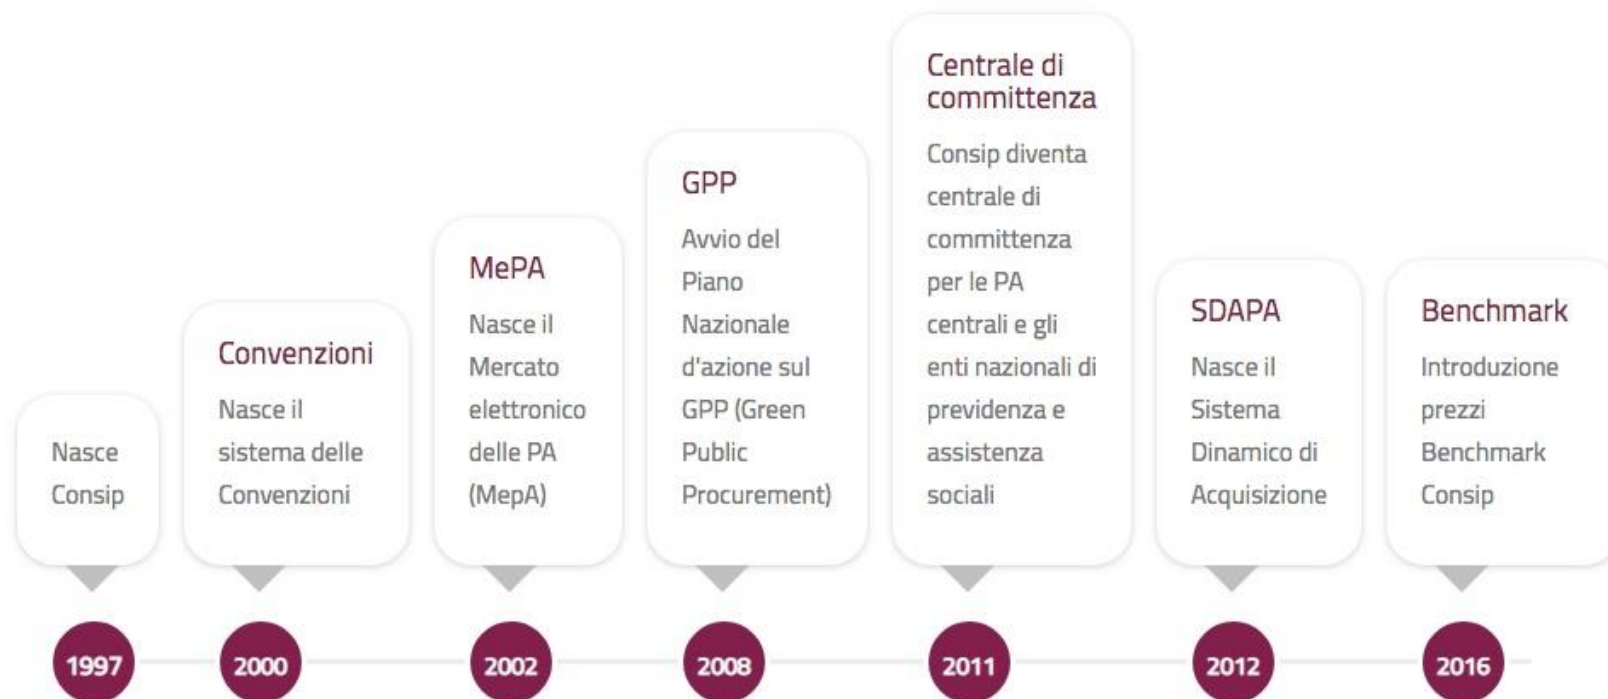 Nasce
Consip
1997
Convenzioni
Nasce il
sistema delle
Convenzioni
2000
MePA
Nasce il
Mercato
elettronico
delle PA
(MepA)
2002
GPP
Avvio del
Piano
Nazionale
d'azione sul
GPP (Green
Public
Procurement)
2008
Centrale di
committenza
Consip diventa
centrale di
committenza
per le PA
centrali e gli
enti nazionali di
previdenza e
assistenza
sociali
2011
SDAPA
Nasce il
Sistema
Dinamico di
Acquisizione
2012
Benchmark
Introduzione
prezzi
Benchmark
Consip
2016